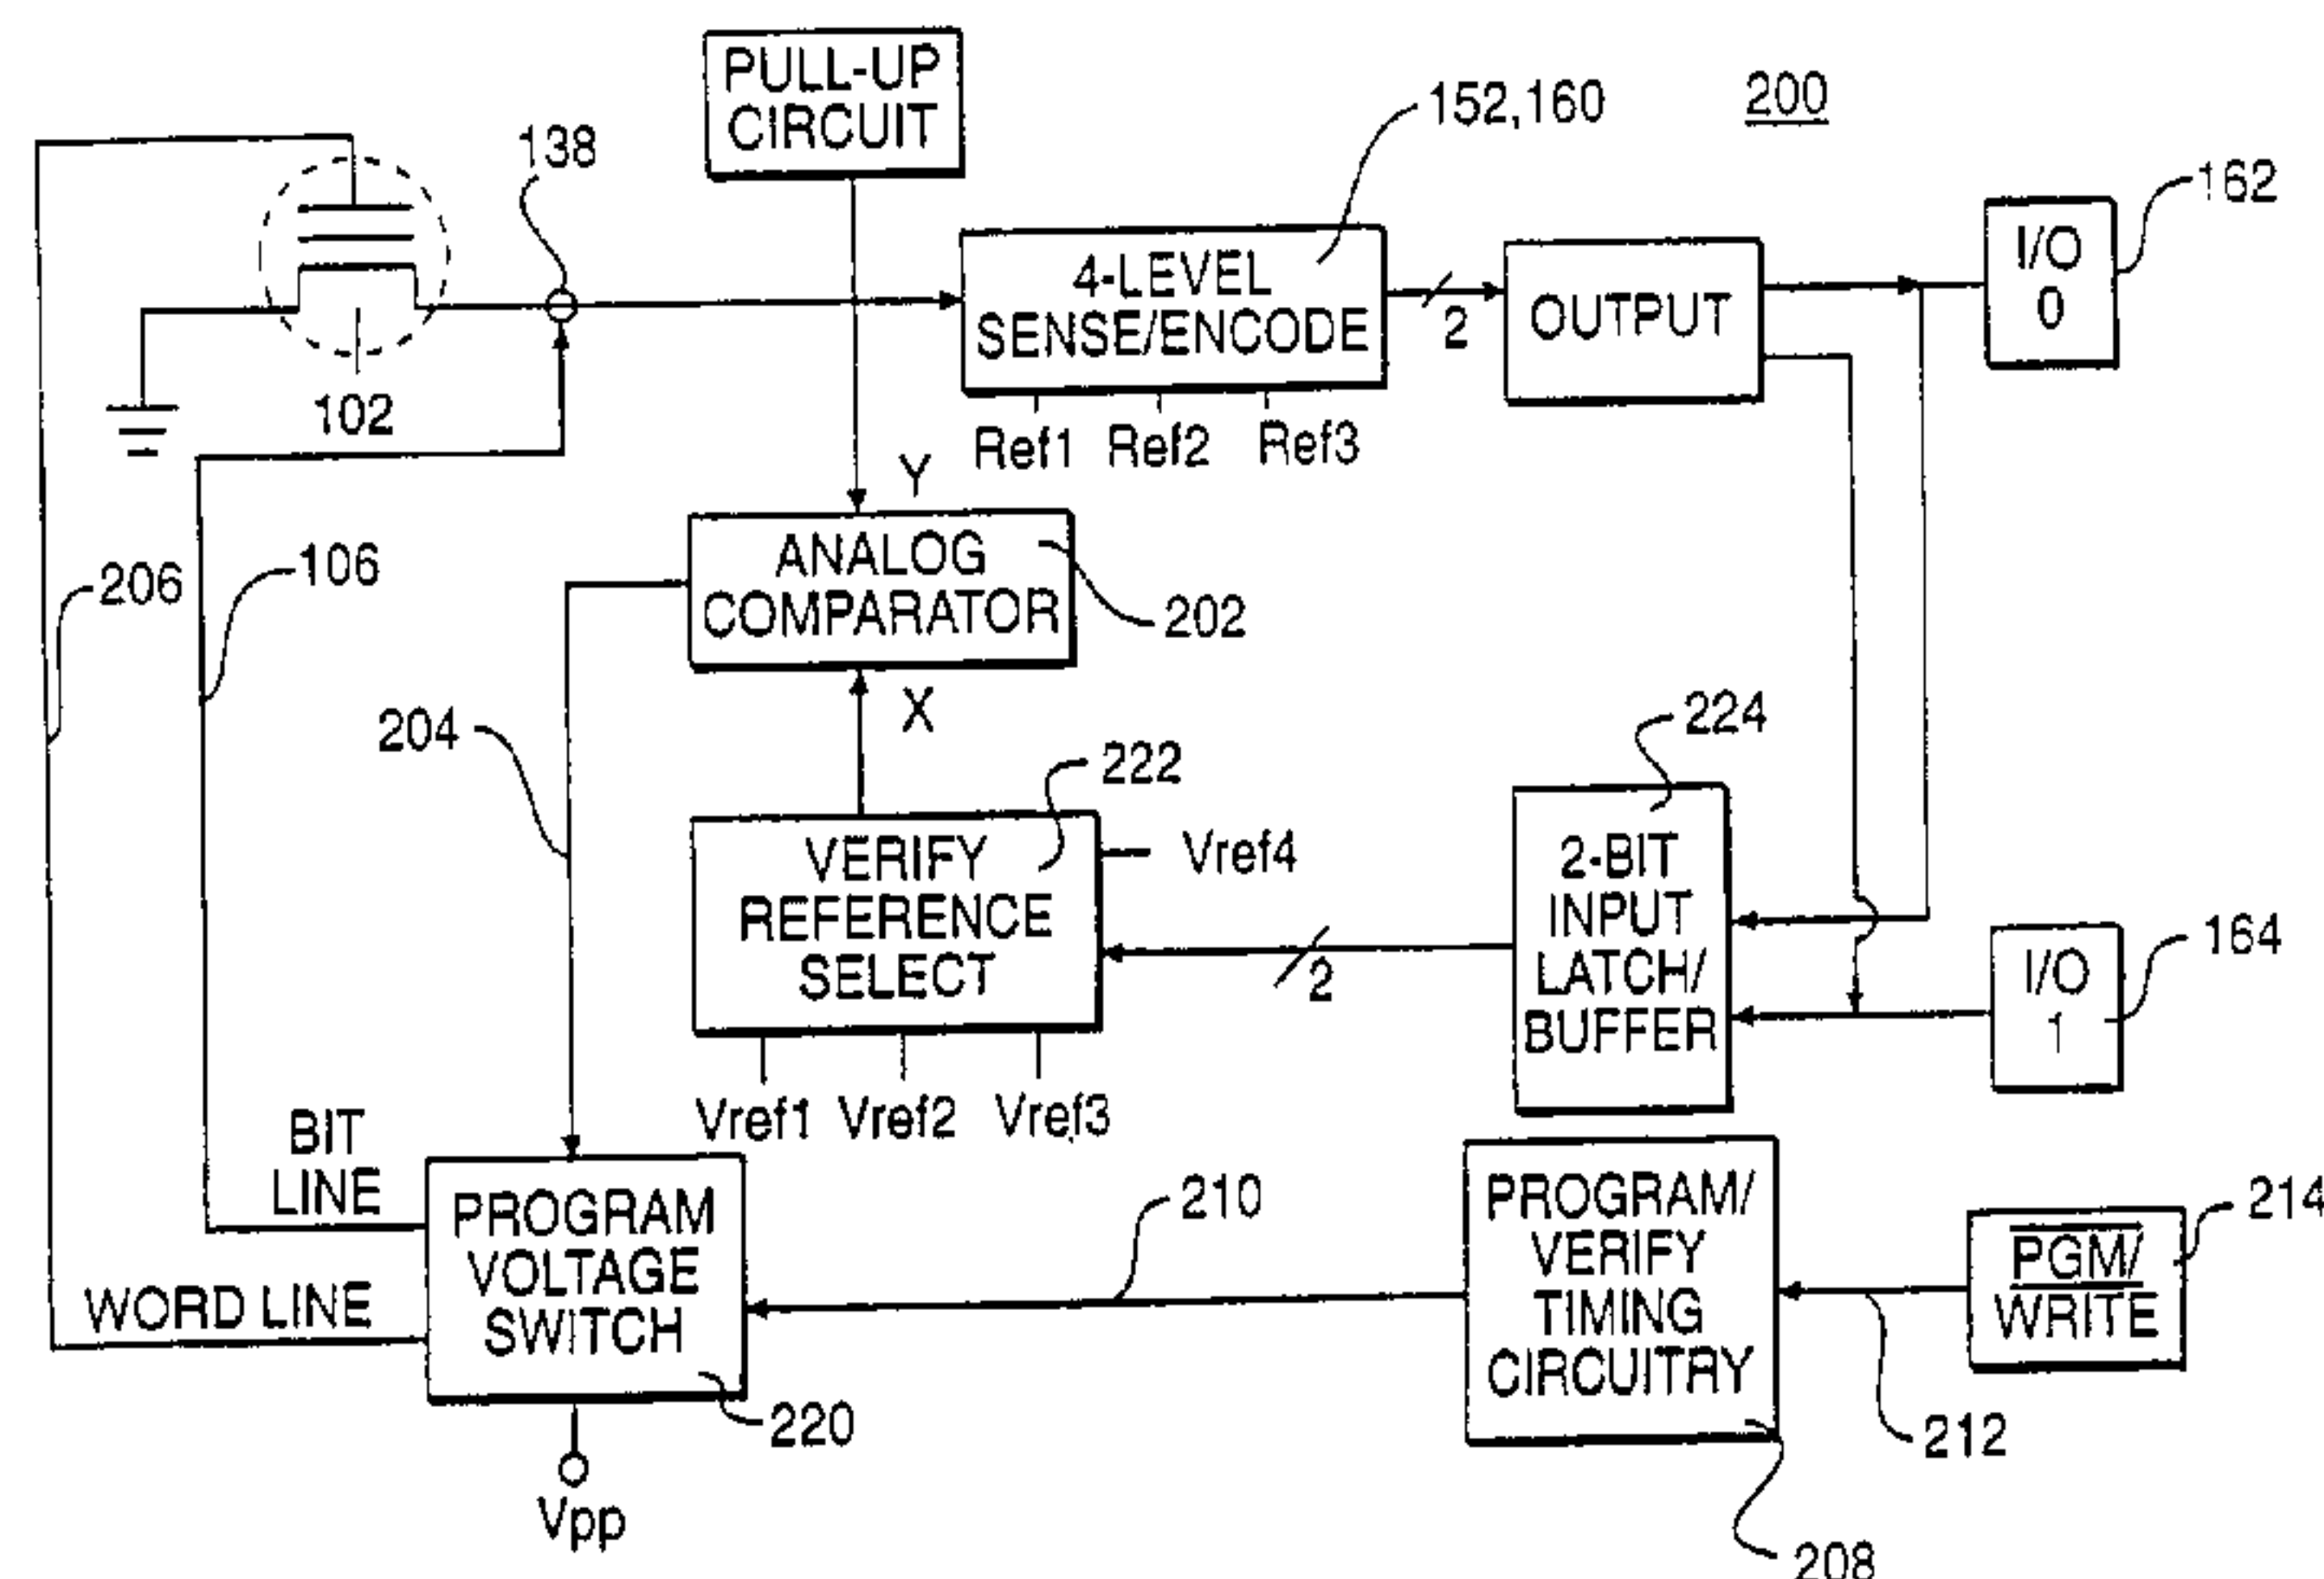 PULL-UP
CIRCUIT
152,160
200
138
162
I/O
0
4-LEVEL
SENSE/ENCODE
2
OUTPUT
102
Ref1
Ref2
Ref3
Y
ANALOG
COMPARATOR
202
206
106
204
X
222
224
VERIFY
REFERENCE
SELECT
Vref4
2
2-BIT
INPUT
LATCH/
BUFFER
164
I/O
1
Vref1
Vref2
Vref3
BIT
LINE
WORD LINE
PROGRAM
VOLTAGE
SWITCH
210
PROGRAM/
VERIFY
TIMING
CIRCUITRY
214
PGM/
WRITE
220
212
Vpp
208